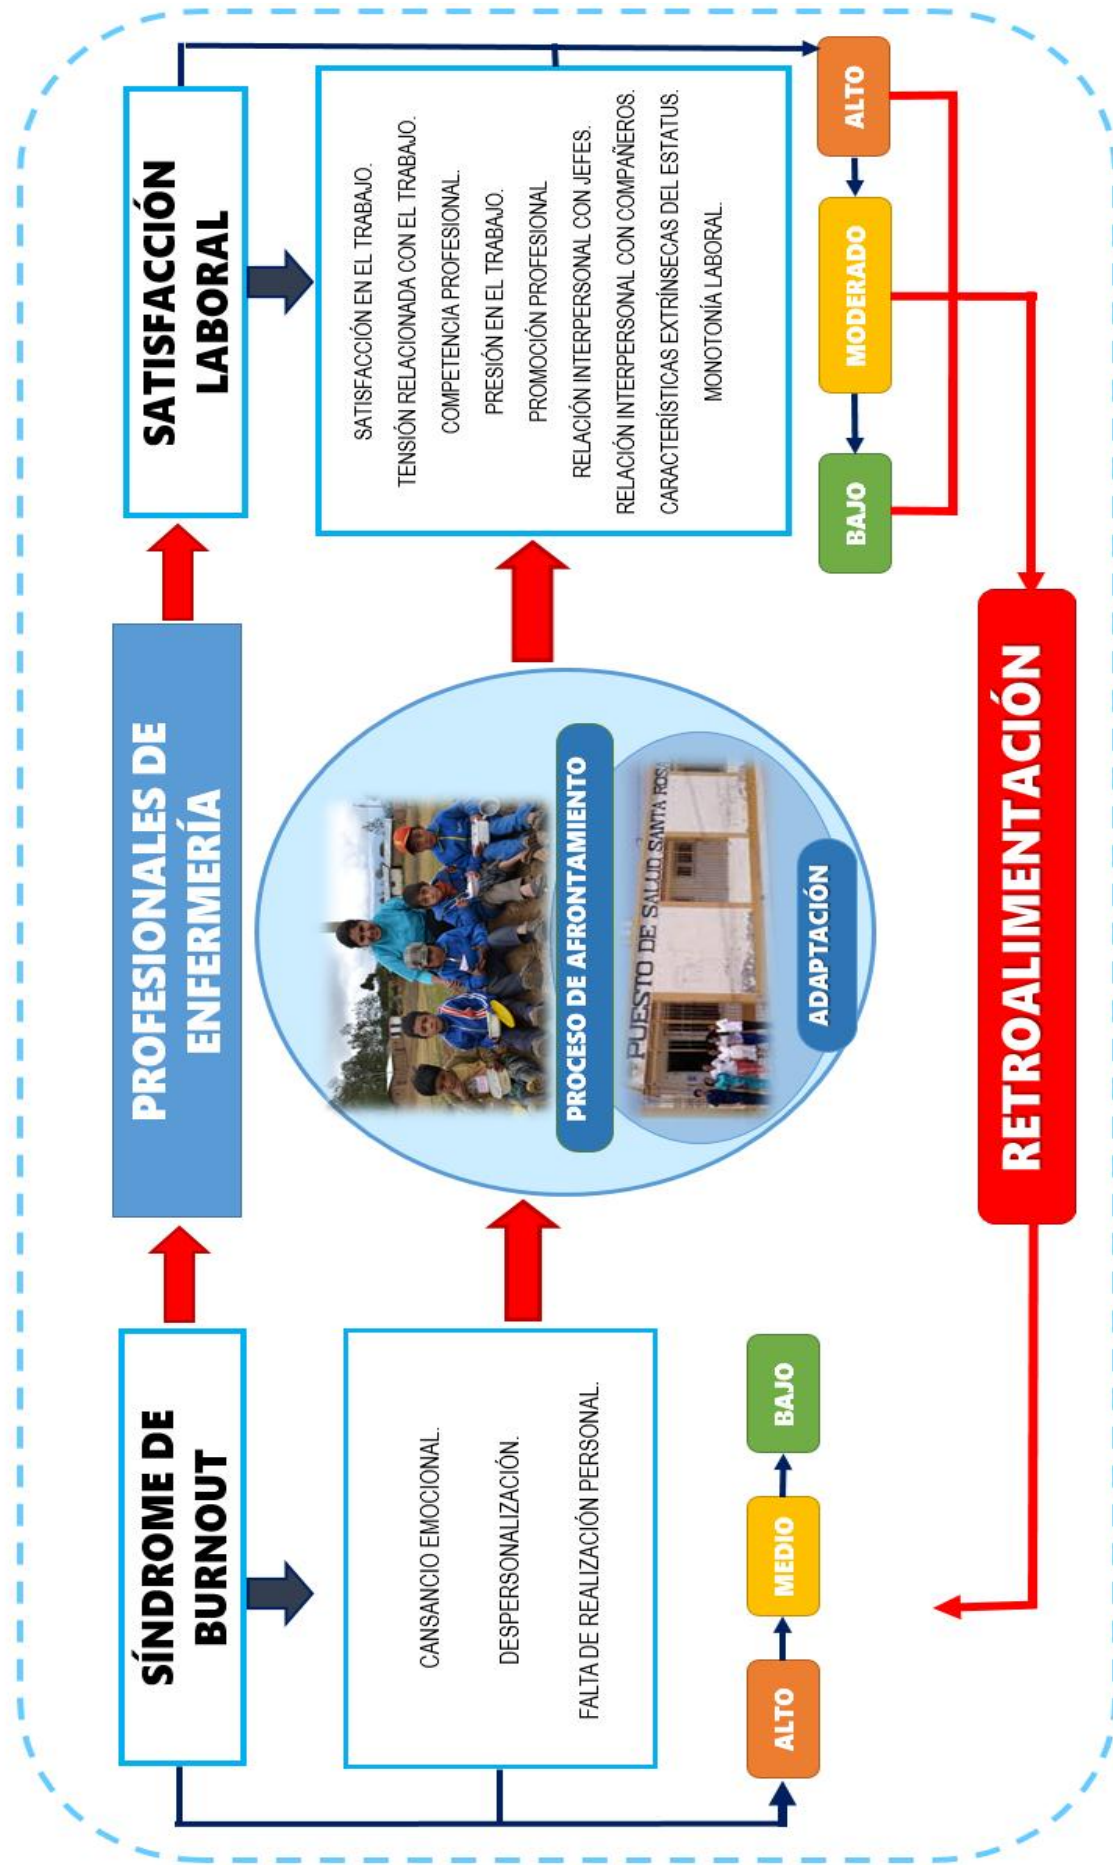 SÍNDROME DE
BURNOUT
PROFESIONALES DE
ENFERMERÍA
SATISFACCIÓN
LABORAL
CANSANCIO EMOCIONAL.
DESPERSONALIZACIÓN.
FALTA DE REALIZACIÓN PERSONAL.
PROCESO DE AFRONTAMIENTO
PUESTO DE SALUD SANTA ROSA
ADAPTACIÓN
SATISFACCIÓN EN EL TRABAJO.
TENSIÓN RELACIONADA CON EL TRABAJO.
COMPETENCIA PROFESIONAL.
PRESIÓN EN EL TRABAJO.
PROMOCIÓN PROFESIONAL
RELACIÓN INTERPERSONAL CON JEFES.
RELACIÓN INTERPERSONAL CON COMPAÑEROS.
CARACTERÍSTICAS EXTRÍNSECAS DEL ESTATUS.
MONOTONÍA LABORAL.
ALTO
MEDIO
BAJO
BAJO
MODERADO
ALTO
RETROALIMENTACIÓN